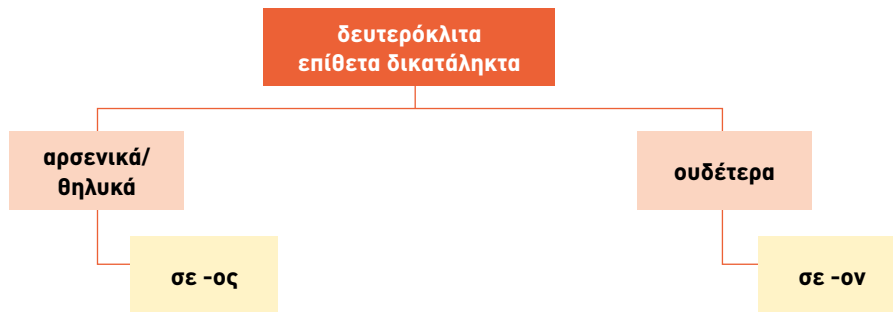 δευτερόκλιτα
επίθετα δικατάληκτα
αρσενικά/
θηλυκά
ουδέτερα
σε -ος
σε -ον